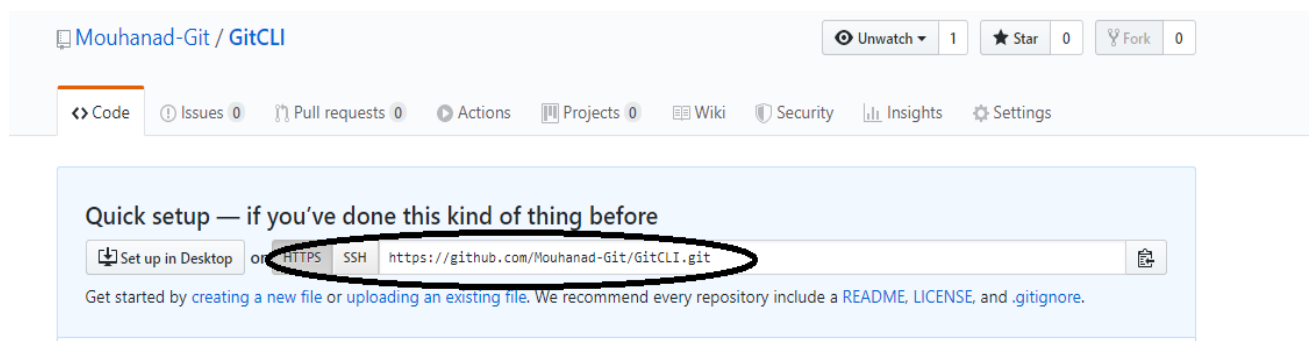 Mouhanad-Git / GitCLI
Unwatch 1 Star 0 Fork 0
Code Issues 0 Pull requests 0 Actions Projects 0 Wiki Security Insights Settings
Quick setup — if you’ve done this kind of thing before
Set up in Desktop or HTTPS SSH https://github.com/Mouhanad-Git/GitCLI.git
Get started by creating a new file or uploading an existing file. We recommend every repository include a README, LICENSE, and .gitignore.